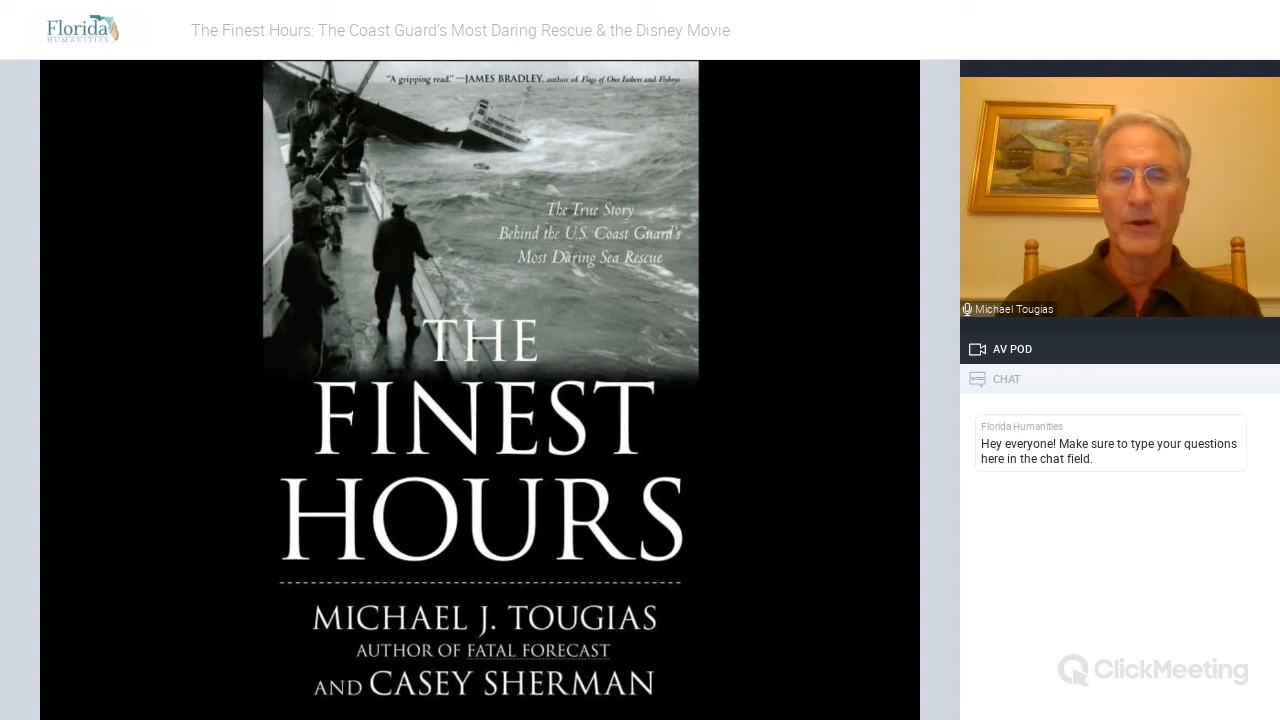 Florida
HUMANITIES
The Finest Hours: The Coast Guard's Most Daring Rescue & the Disney Movie
"A gripping read." —JAMES BRADLEY, author of Flags of Our Fathers and Flyboys
The True Story
Behind the U.S. Coast Guard's
Most Daring Sea Rescue
THE
FINEST
HOURS
MICHAEL J. TOUGIAS
AUTHOR OF FATAL FORECAST
AND CASEY SHERMAN
Michael Tougias
AV POD
CHAT
Florida Humanities
Hey everyone! Make sure to type your questions
here in the chat field.
ClickMeeting